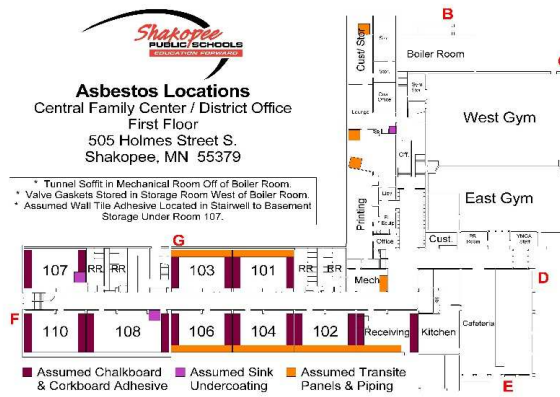 Shakopee
PUBLIC SCHOOLS
EDUCATION FORWARD
Asbestos Locations
Central Family Center / District Office
First Floor
505 Holmes Street S.
Shakopee, MN 55379
* Tunnel Soffit in Mechanical Room Off of Boiler Room.
* Valve Gaskets Stored in Storage Room West of Boiler Room.
* Assumed Wall Tile Adhesive Located in Stairwell to Basement
Storage Under Room 107.
B
Cust/ Stor
Boiler Room
Stor
Lounge
West Gym
Off.
Printing
East Gym
Office
Cust.
G
107
RR
RR
103
101
RR
RR
Mech
D
F
110
108
106
104
102
Receiving
Kitchen
Cafeteria
E
Assumed Chalkboard
& Corkboard Adhesive
Assumed Sink
Undercoating
Assumed Transite
Panels & Piping